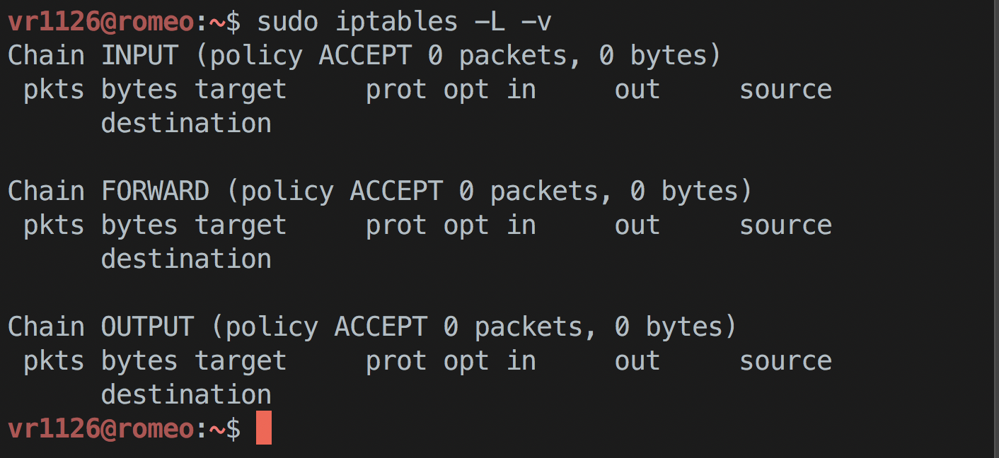 vr1126@romeo:~$ sudo iptables -L -v
Chain INPUT (policy ACCEPT 0 packets, 0 bytes)
 pkts bytes target     prot opt in     out     source
      destination

Chain FORWARD (policy ACCEPT 0 packets, 0 bytes)
 pkts bytes target     prot opt in     out     source
      destination

Chain OUTPUT (policy ACCEPT 0 packets, 0 bytes)
 pkts bytes target     prot opt in     out     source
      destination
vr1126@romeo:~$